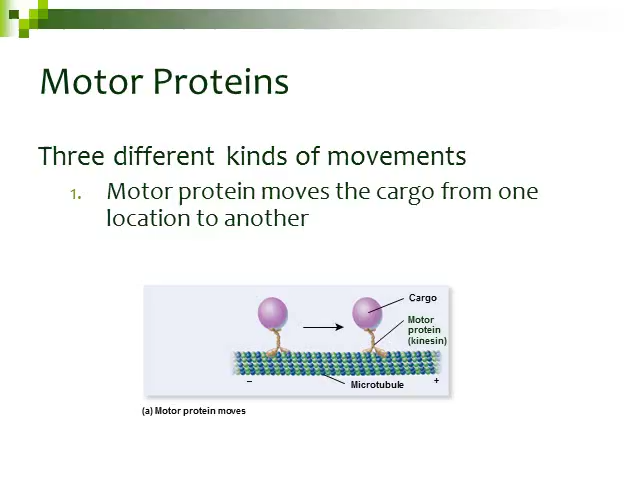 Motor Proteins
Three different kinds of movements
1. Motor protein moves the cargo from one
location to another
Cargo
Motor
protein
(kinesin)
– +
Microtubule
(a) Motor protein moves